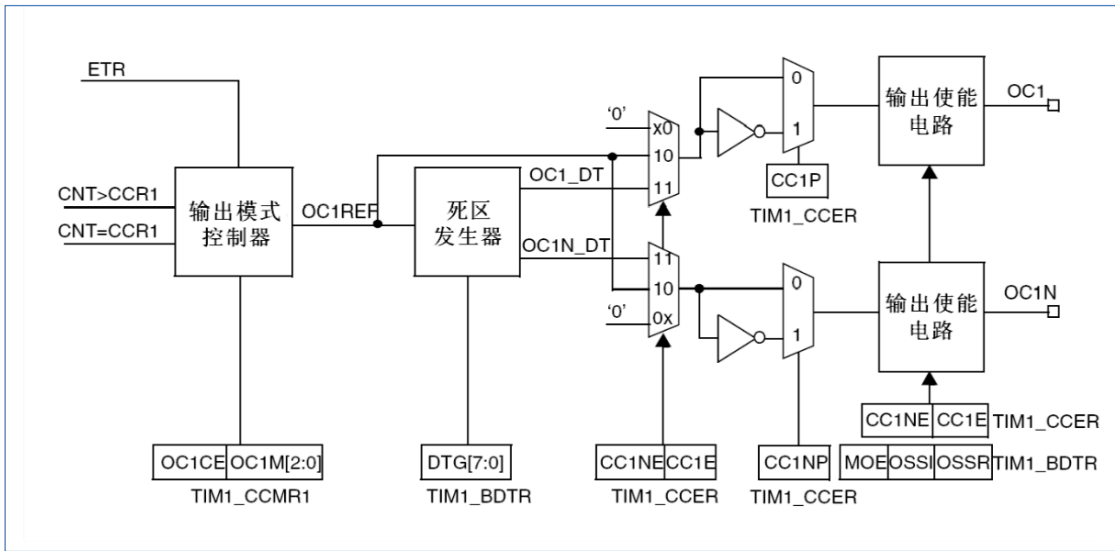 ETR
CNT>CCR1
CNT=CCR1
输出模式
控制器
OC1REF
死区
发生器
OC1_DT
OC1N_DT
'0'
x0
10
11
11
10
'0'
0x
0
1
CC1P
TIM1_CCER
0
1
输出使能
电路
OC1
输出使能
电路
OC1N
CC1NE CC1E TIM1_CCER
MOE OSSI OSSR TIM1_BDTR
OC1CE OC1M[2:0]
TIM1_CCMR1
DTG[7:0]
TIM1_BDTR
CC1NE CC1E
TIM1_CCER
CC1NP
TIM1_CCER